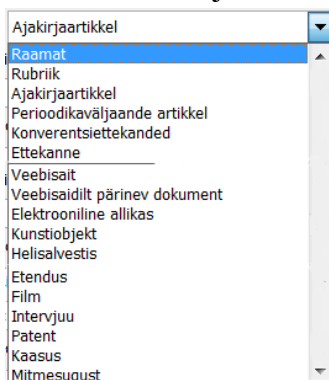 Ajakirjaartikkel
Raamat
Rubriik
Ajakirjaartikkel
Perioodikaväljaande artikkel
Konverentsiettekanded
Ettekanne
Veebisait
Veebisaidilt pärinev dokument
Elektrooniline allikas
Kunstiobjekt
Helisalvestis
Etendus
Film
Intervjuu
Patent
Kaasus
Mitmesugust